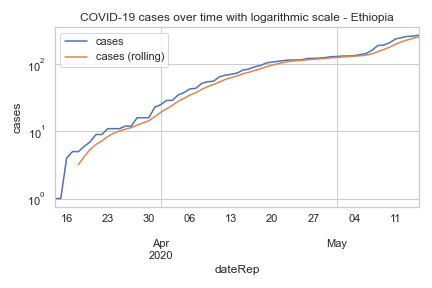 COVID-19 cases over time with logarithmic scale - Ethiopia
cases
cases (rolling)
10²
10¹
10⁰
cases
16 23 30 06 13 20 27 04 11
Apr May
2020
dateRep